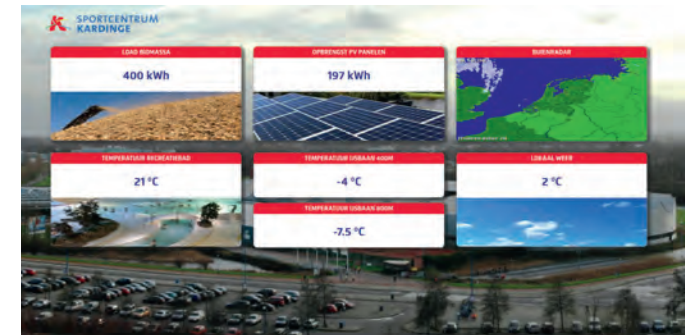 SPORTCENTRUM
KARDINGE
LOAD BIOMASSA
400 kWh
OPBRENGST PV PANELEN
197 kWh
BUIENRADAR
TEMPERATUUR RECREATIEBAD
21 °C
TEMPERATUUR IJSBAAN 400M
-4 °C
TEMPERATUUR IJSBAAN 800M
-7.5 °C
LOKAAL WEER
2 °C